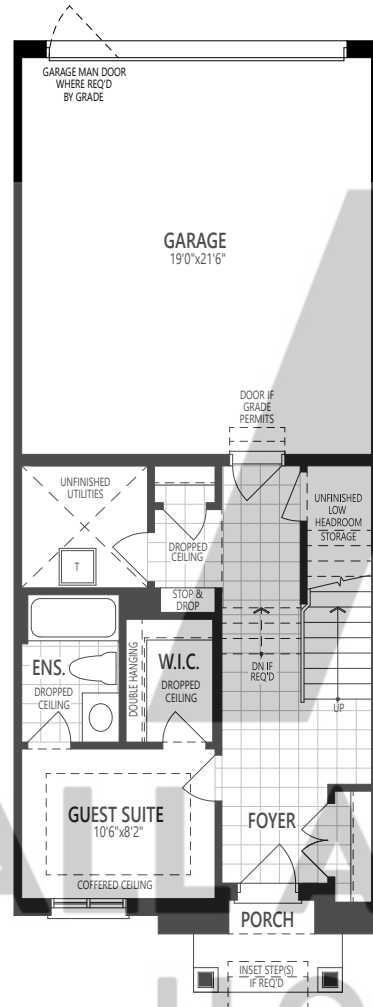 GARAGE MAN DOOR
WHERE REQ'D
BY GRADE
GARAGE
19'0"x21'6"
DOOR IF
GRADE
PERMITS
UNFINISHED
UTILITIES
T
DROPPED
CEILING
STOP &
DROP
UNFINISHED
LOW
HEADROOM
STORAGE
ENS.
DROPPED
CEILING
DOUBLE HANGING
W.I.C.
DROPPED
CEILING
DN IF
REQ'D
UP
GUEST SUITE
10'6"x8'2"
COFFERED CEILING
FOYER
PORCH
INSET STEP(S)
IF REQ'D